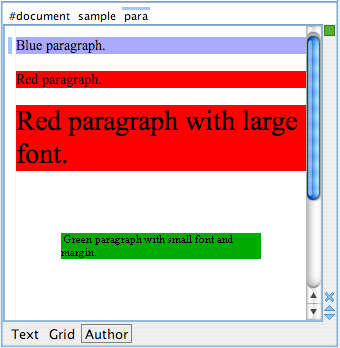 #document sample para
Blue paragraph.
Red paragraph.
Red paragraph with large
font.
Green paragraph with small font and
margin.
Text Grid Author